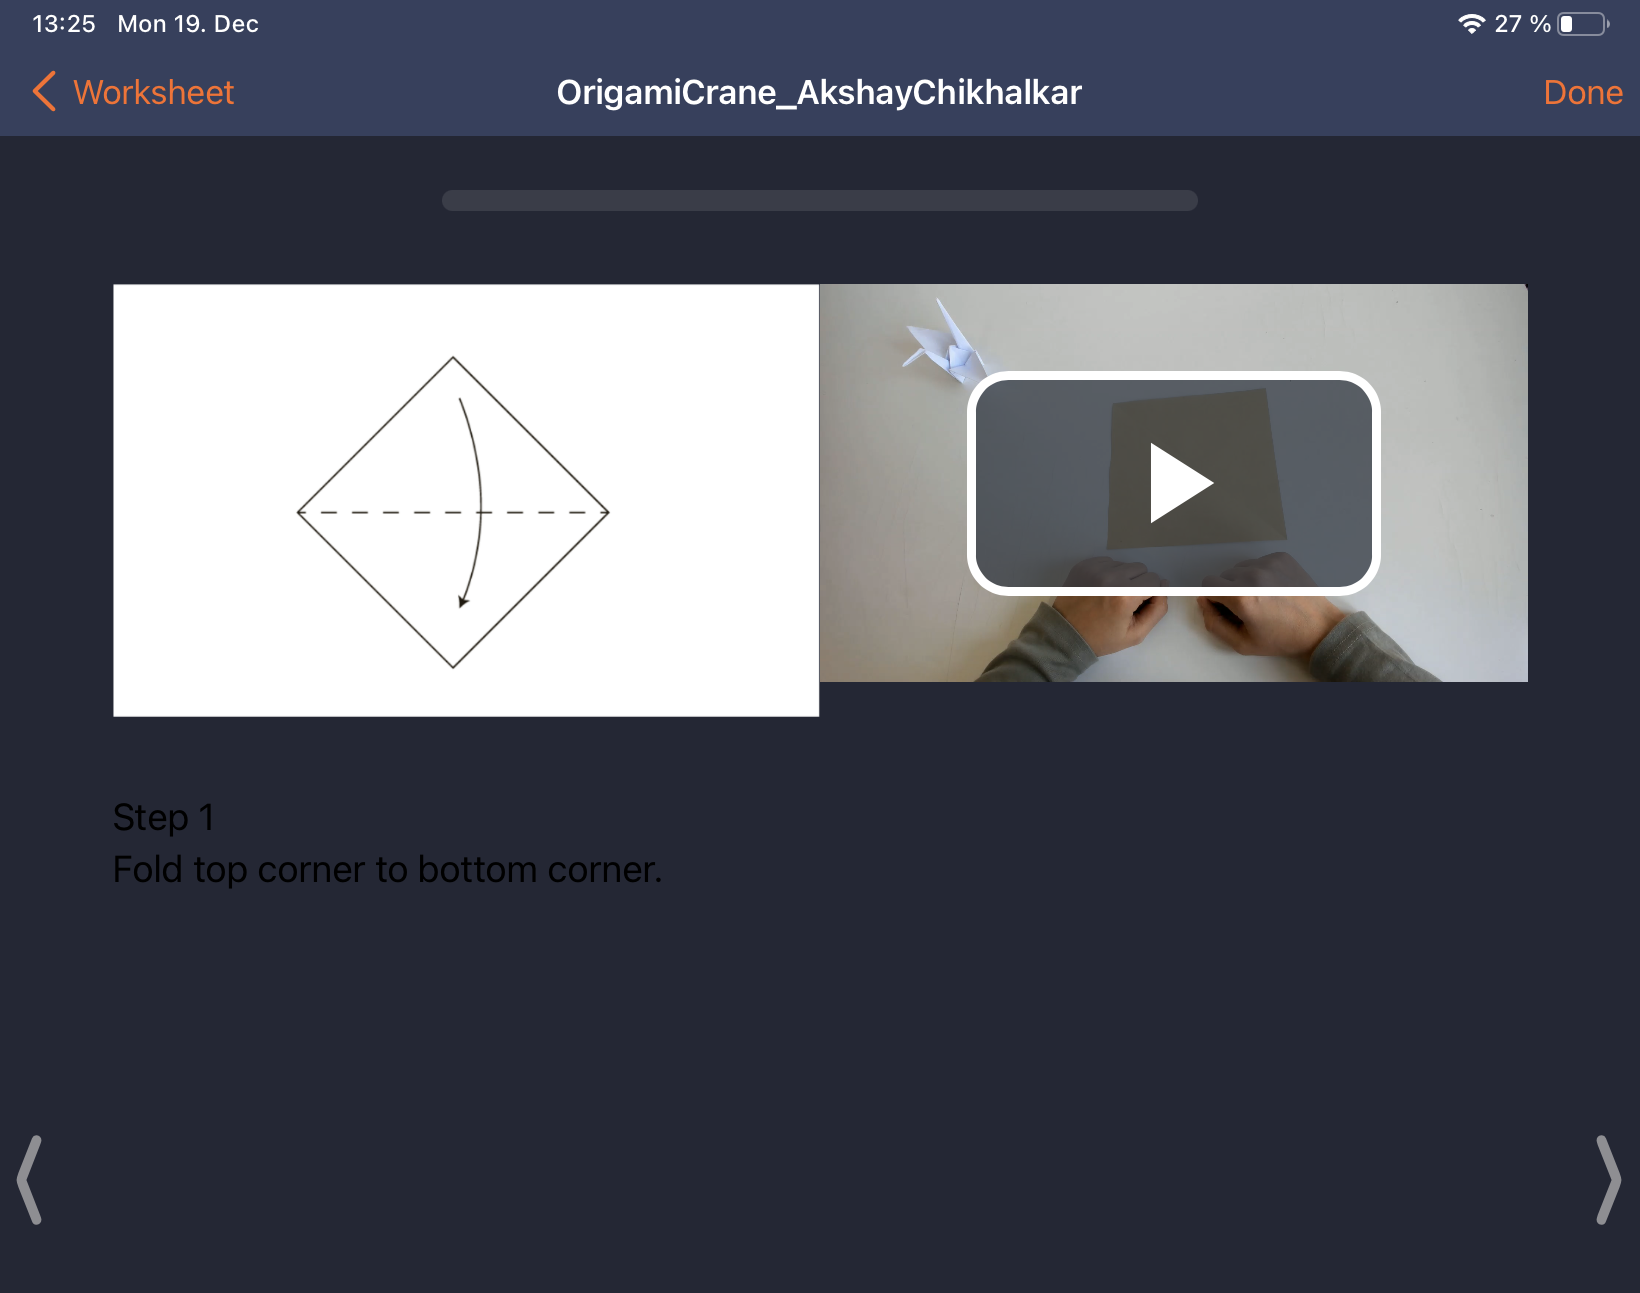 13:25 Mon 19. Dec 27 %
Worksheet OrigamiCrane_AkshayChikhalkar Done
Step 1
Fold top corner to bottom corner.